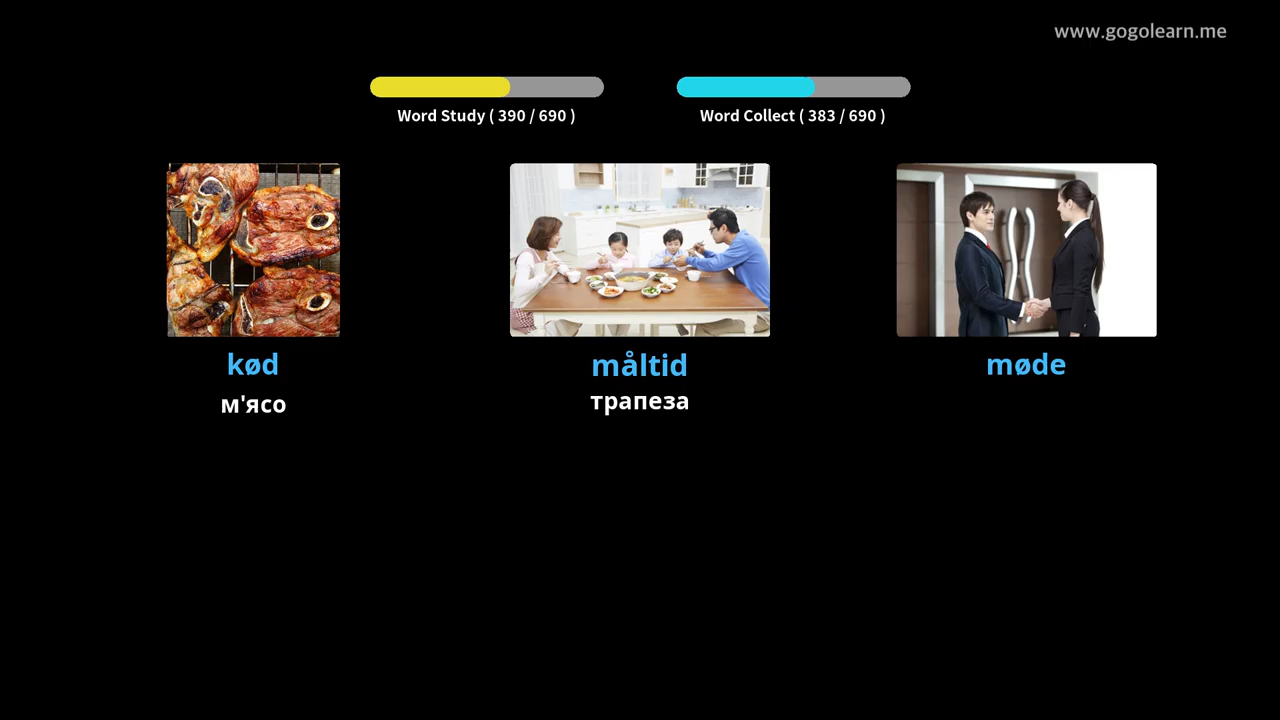 www.gogolearn.me
Word Study ( 390 / 690 )
Word Collect ( 383 / 690 )
kød
måltid
møde
м'ясо
трапеза